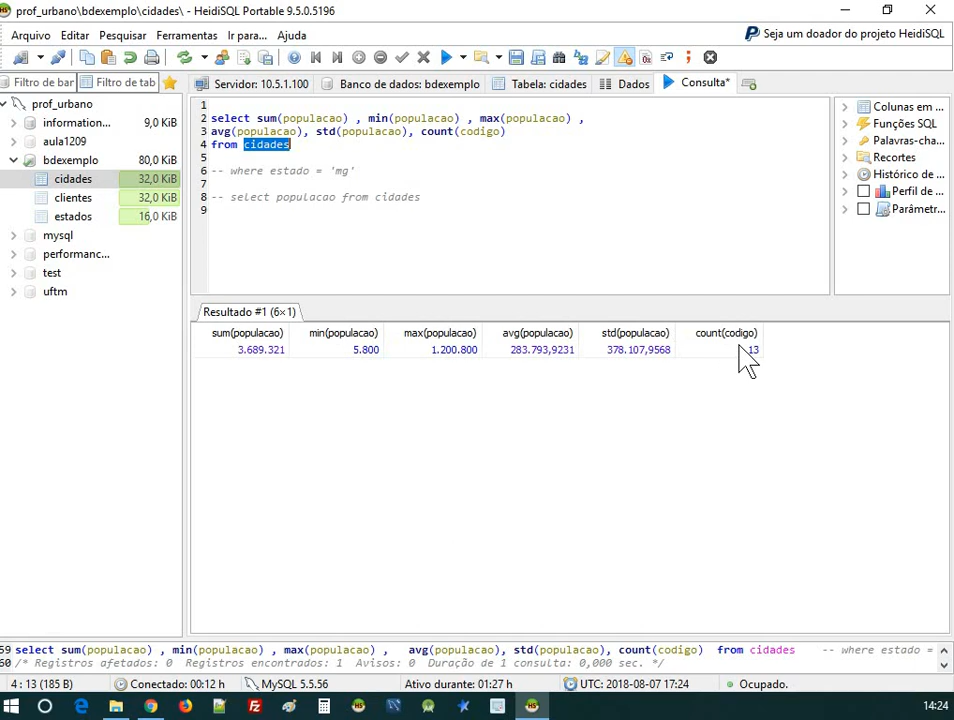 prof_urbano\bdexemplo\cidades\ - HeidiSQL Portable 9.5.0.5196
Arquivo Editar Pesquisar Ferramentas Ir para... Ajuda
Seja um doador do projeto HeidiSQL
Filtro de bar Filtro de tab Servidor: 10.5.1.100 Banco de dados: bdexemplo Tabela: cidades Dados Consulta*
prof_urbano
information... 9,0 KiB
aula1209
bdexemplo 80,0 KiB
cidades 32,0 KiB
clientes 32,0 KiB
estados 16,0 KiB
mysql
performanc...
test
uftm
1
2 select sum(populacao) , min(populacao) , max(populacao) ,
3 avg(populacao), std(populacao), count(codigo)
4 from cidades
5
6 -- where estado = 'mg'
7
8 -- select populacao from cidades
9
Colunas em ...
Funções SQL
Palavras-cha...
Recortes
Histórico de ...
Perfil de ...
Parâmetr...
Resultado #1 (6×1)
sum(populacao) min(populacao) max(populacao) avg(populacao) std(populacao) count(codigo)
3.689.321 5.800 1.200.800 283.793,9231 378.107,9568 13
59 select sum(populacao) , min(populacao) , max(populacao) , avg(populacao), std(populacao), count(codigo) from cidades -- where estado =
60 /* Registros afetados: 0 Registros encontrados: 1 Avisos: 0 Duração de 1 consulta: 0,000 sec. */
4 : 13 (185 B) Conectado: 00:12 h MySQL 5.5.56 Ativo durante: 01:27 h UTC: 2018-08-07 17:24 Ocupado.
14:24